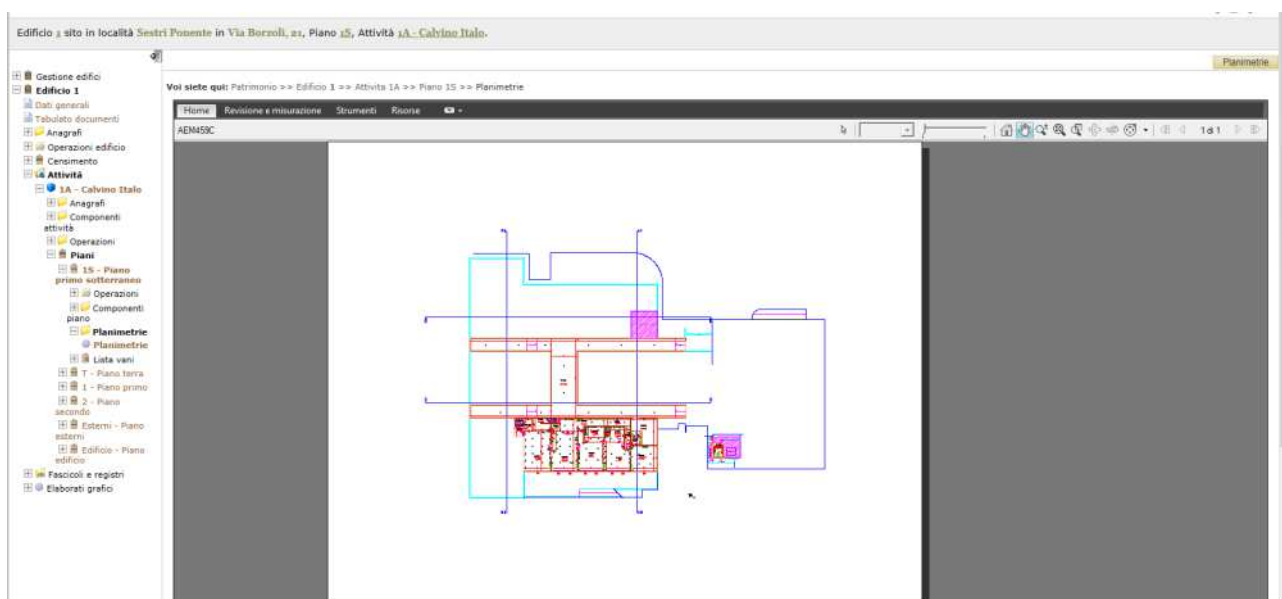 Edificio 1 sito in località Sestri Ponente in Via Borzoli, 21, Piano 1S, Attività 1A - Calvino Italo.
Planimetrie
Gestione edifici
Edificio 1
Dati generali
Tabulato documenti
Anagrafi
Operazioni edificio
Censimento
Attività
1A - Calvino Italo
Anagrafi
Componenti
attività
Operazioni
Piani
1S - Piano
primo sotterraneo
Operazioni
Componenti
piano
Planimetrie
Planimetrie
Lista vani
T - Piano terra
1 - Piano primo
2 - Piano
secondo
Esterni - Piano
esterni
Edificio - Piano
edificio
Fascicoli e registri
Elaborati grafici
Voi siete qui: Patrimonio >> Edificio 1 >> Attivita 1A >> Piano 1S >> Planimetrie
Home Revisione e misurazione Strumenti Risorse
AEM459C
1 di 1